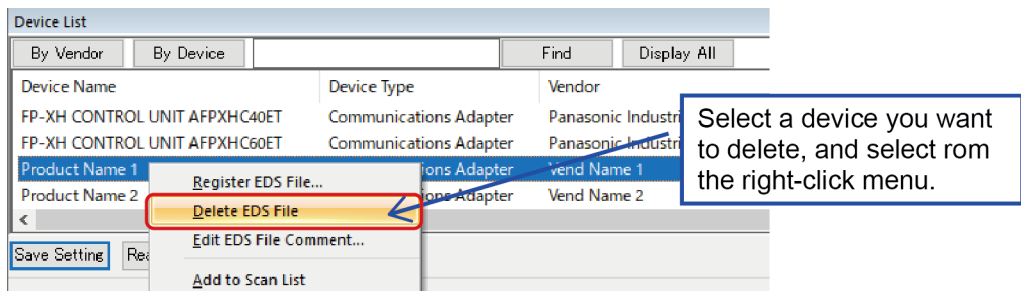 Device List
By Vendor By Device Find Display All
Device Name Device Type Vendor
FP-XH CONTROL UNIT AFPXHC40ET Communications Adapter Panasonic Industri
FP-XH CONTROL UNIT AFPXHC60ET Communications Adapter Panasonic Industri
Product Name 1 ions Adapter Vend Name 1
Product Name 2 ions Adapter Vend Name 2
Register EDS File...
Delete EDS File
Edit EDS File Comment...
Add to Scan List
Save Setting Rea
Select a device you want
to delete, and select rom
the right-click menu.